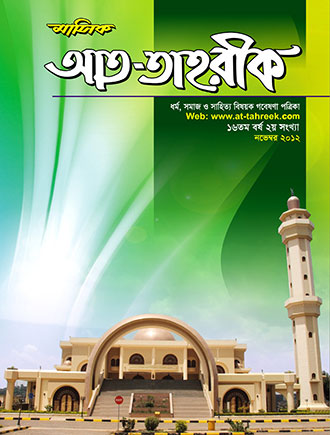 মাসিক
আত-তাহরীক
ধর্ম, সমাজ ও সাহিত্য বিষয়ক গবেষণা পত্রিকা
Web: www.at-tahreek.com
১৬তম বর্ষ ২য় সংখ্যা
নভেম্বর ২০১২